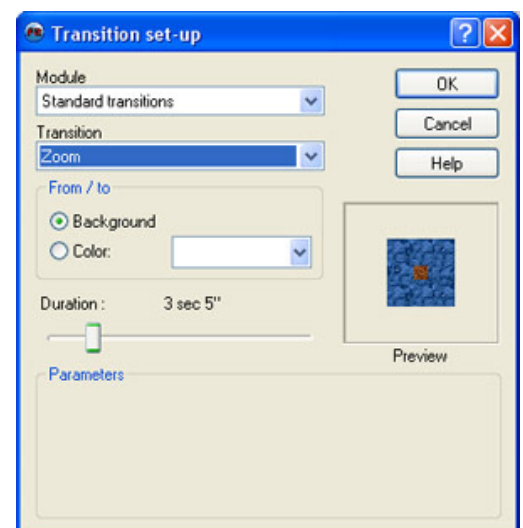 Transition set-up
Module
Standard transitions
Transition
Zoom
From / to
Background
Color:
Duration : 3 sec 5"
Parameters
OK
Cancel
Help
Preview